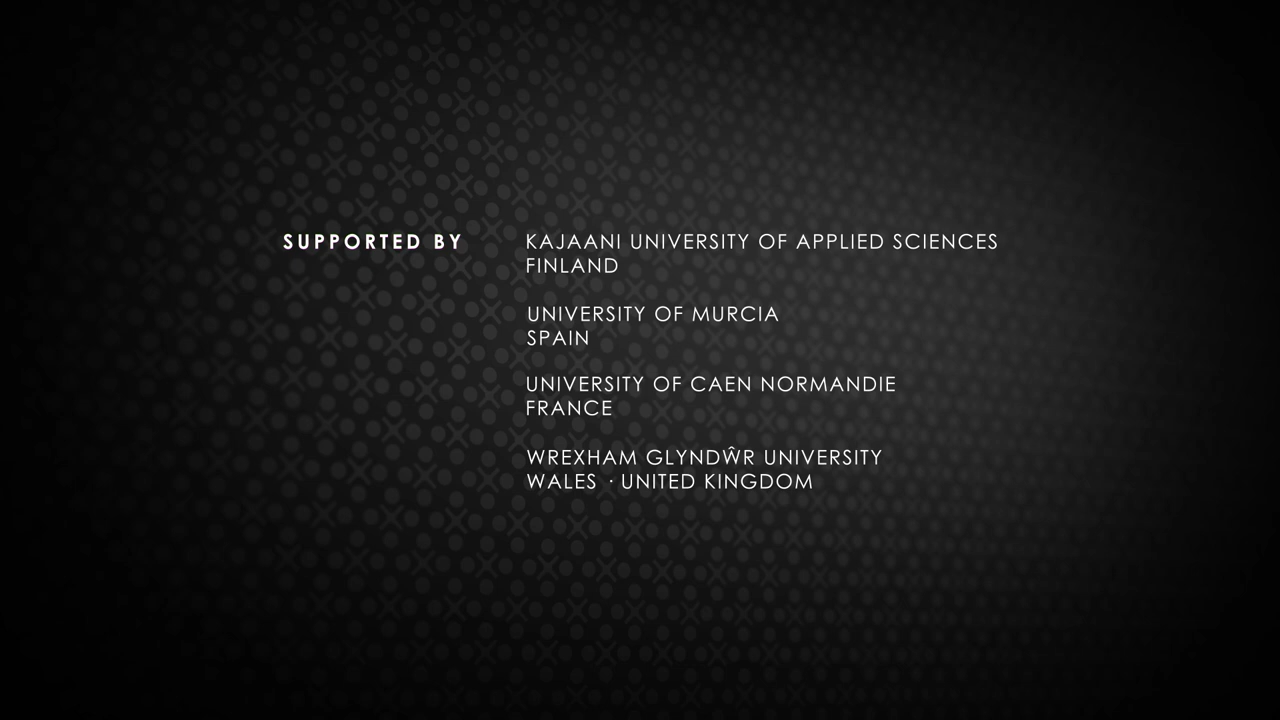 SUPPORTED BY
KAJAANI UNIVERSITY OF APPLIED SCIENCES
FINLAND
UNIVERSITY OF MURCIA
SPAIN
UNIVERSITY OF CAEN NORMANDIE
FRANCE
WREXHAM GLYNDŴR UNIVERSITY
WALES · UNITED KINGDOM